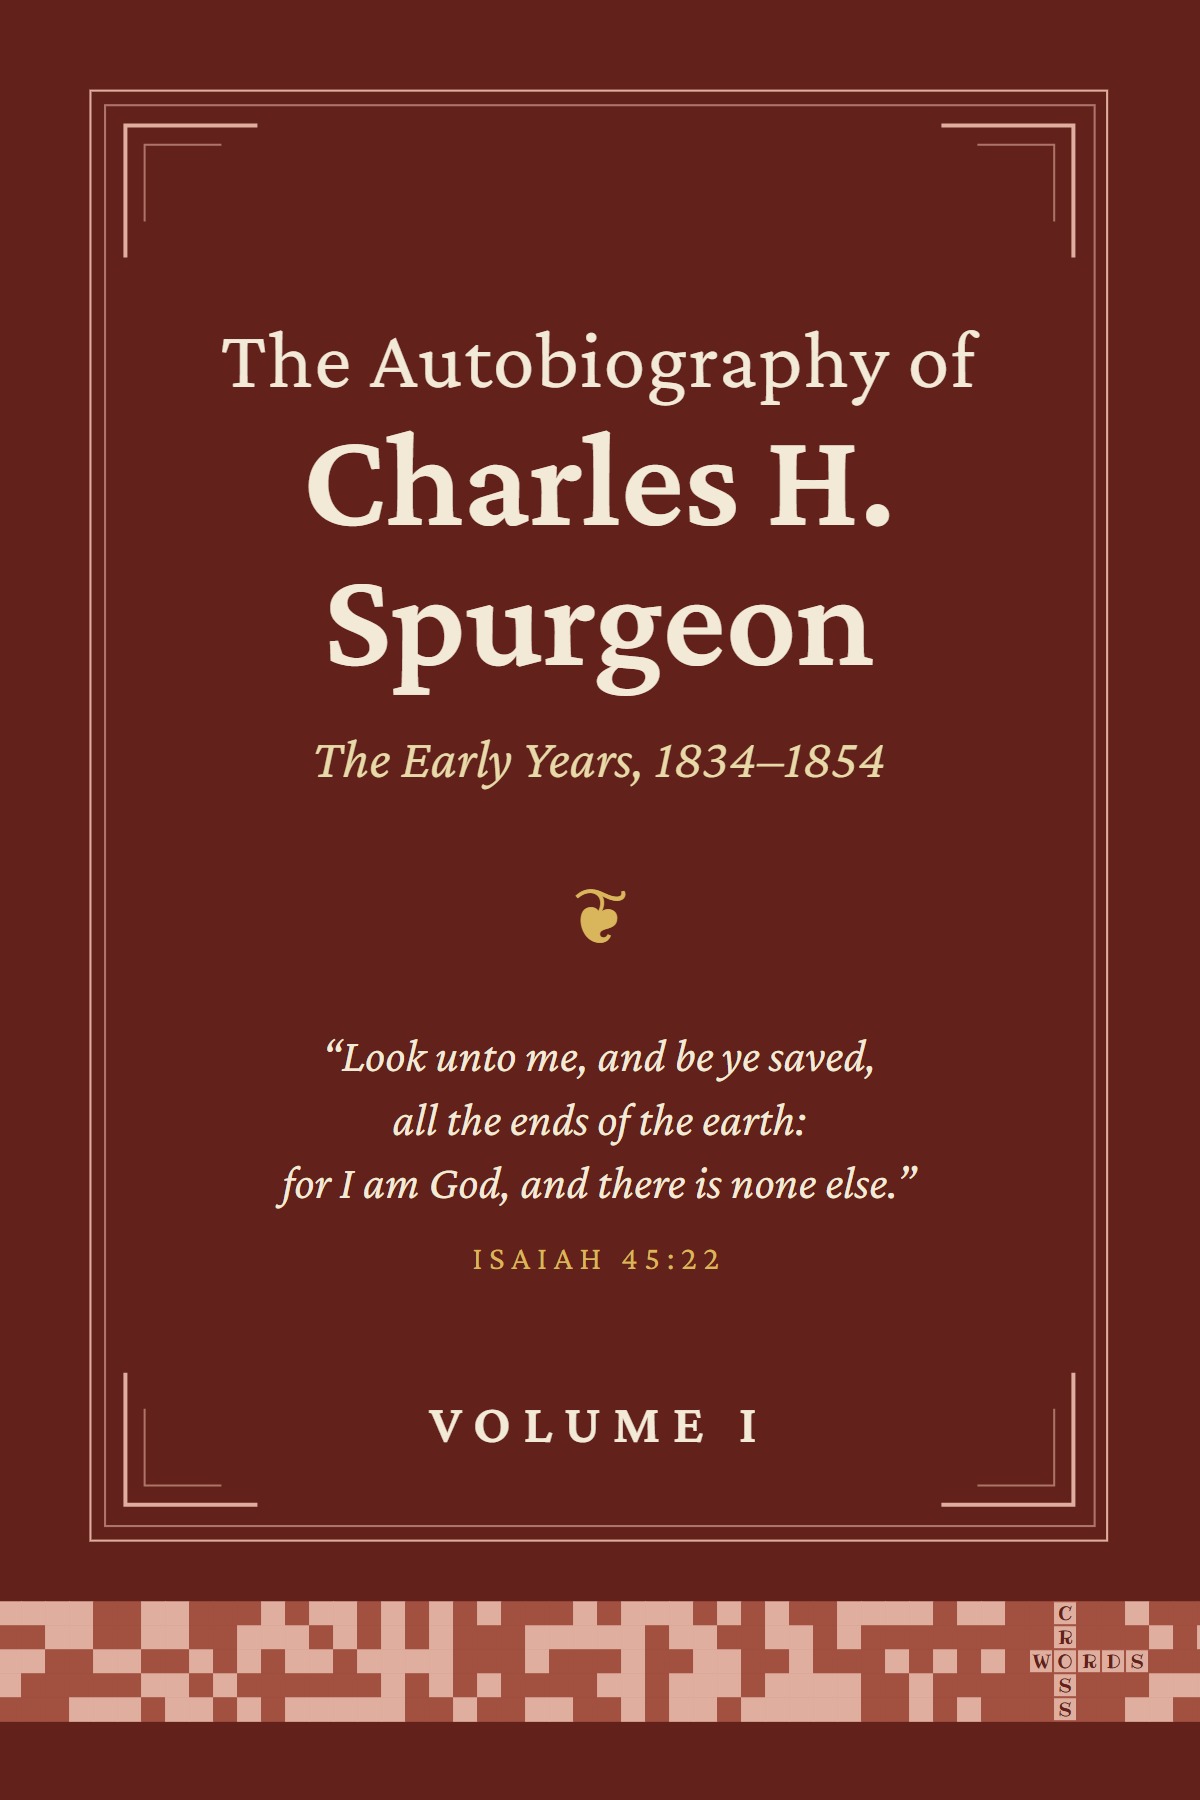 The Autobiography of
Charles H.
Spurgeon
The Early Years, 1834–1854
“Look unto me, and be ye saved,
all the ends of the earth:
for I am God, and there is none else.”
ISAIAH 45:22
VOLUME I
CROSS
WORDS